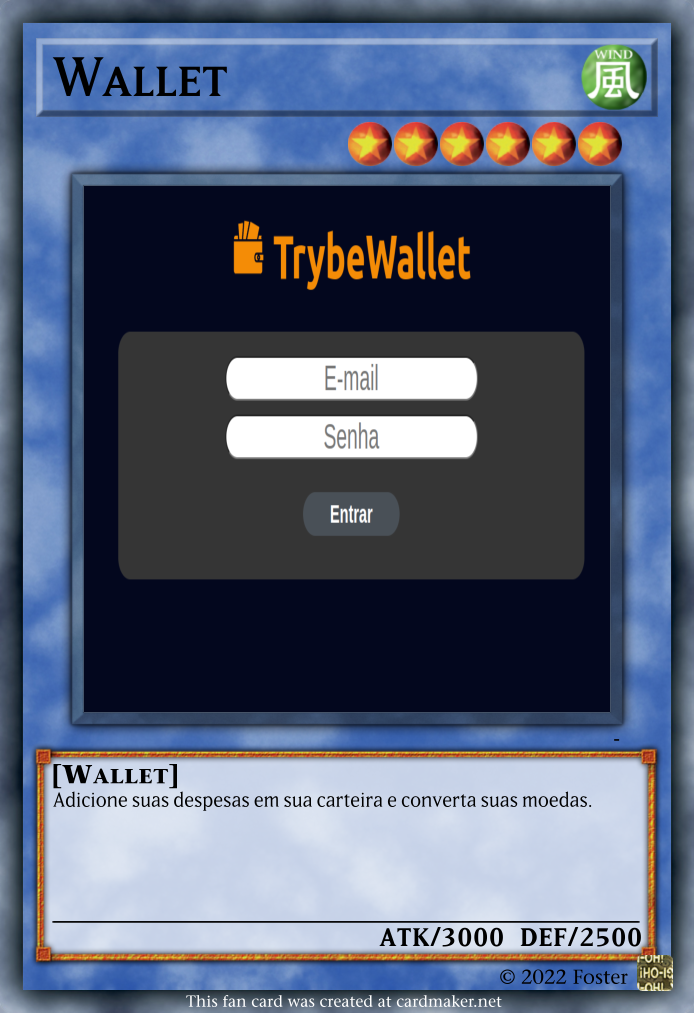 Wallet
WIND
風
TrybeWallet
E-mail
Senha
Entrar
-
[Wallet]
Adicione suas despesas em sua carteira e converta suas moedas.
ATK/3000 DEF/2500
© 2022 Foster
This fan card was created at cardmaker.net